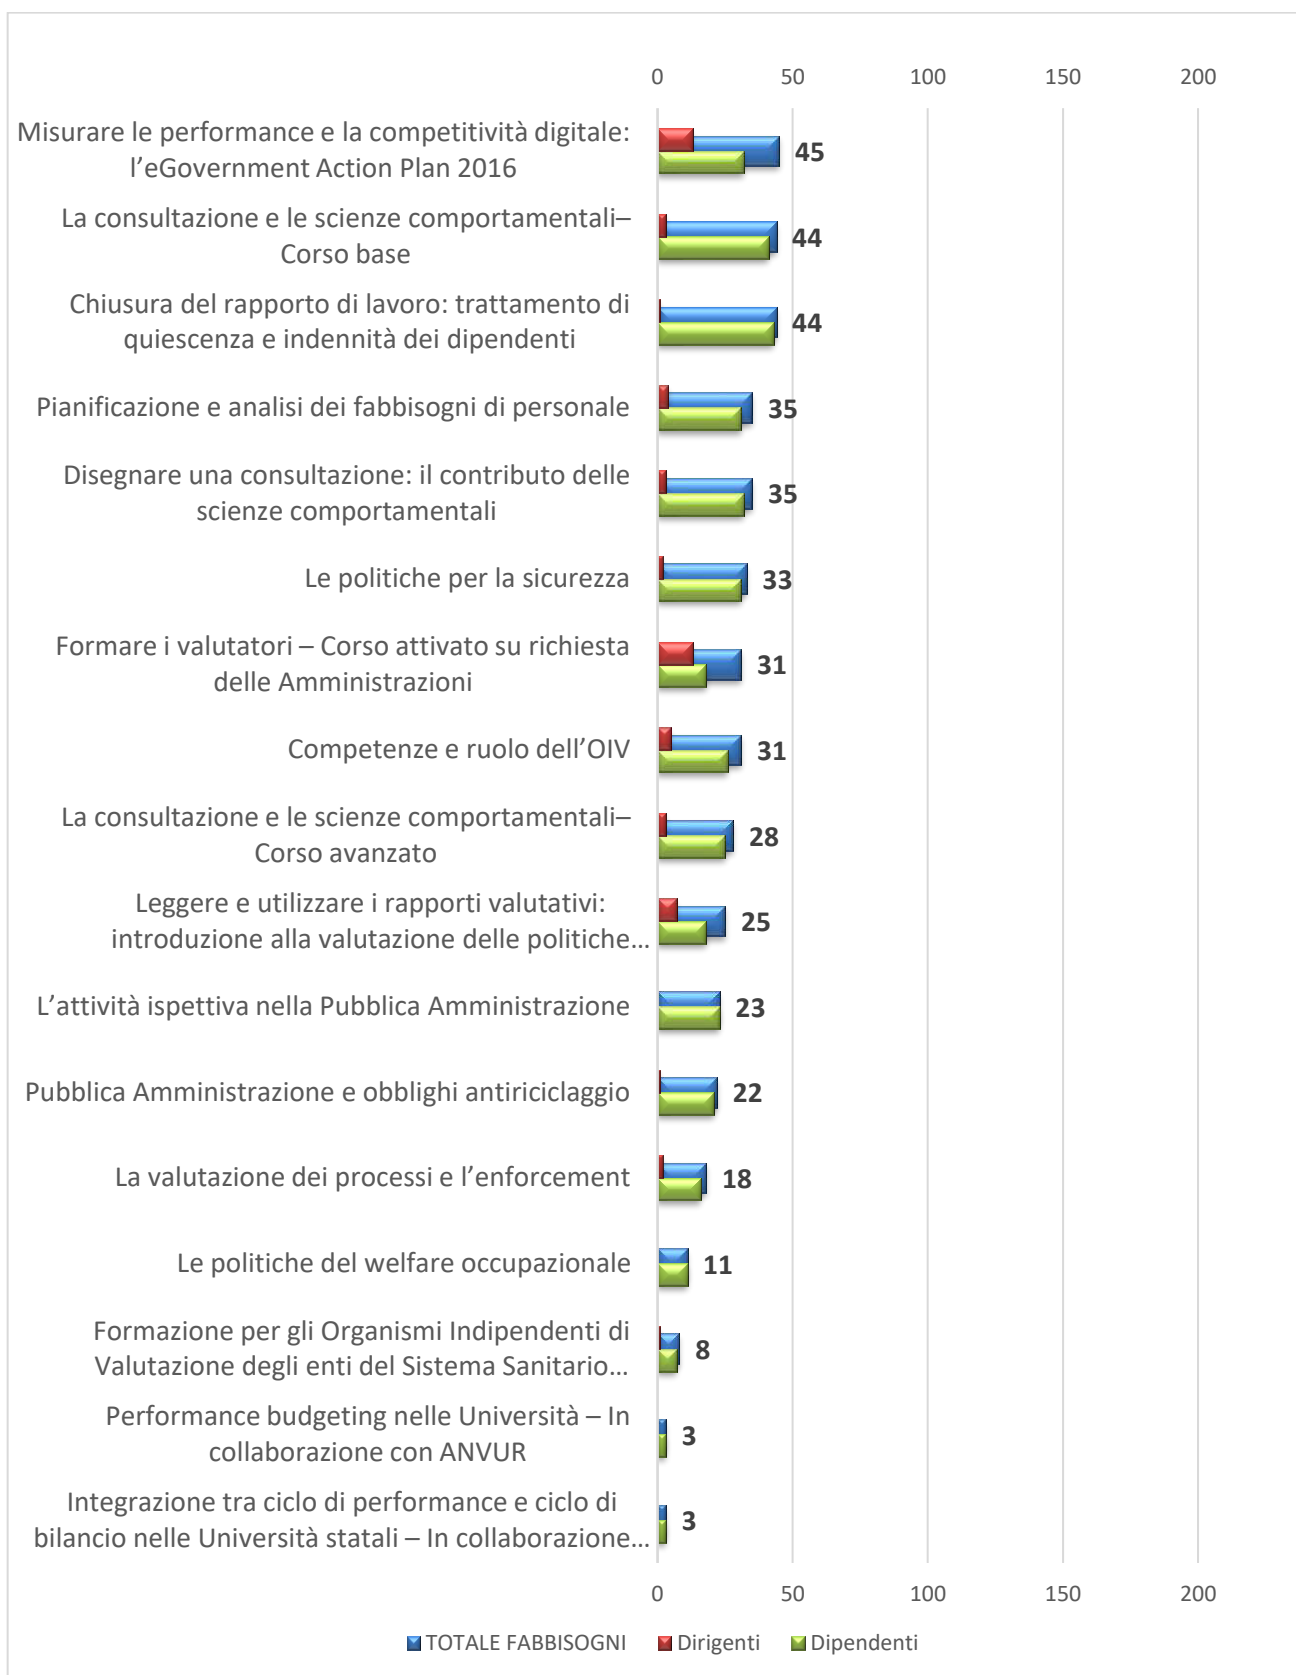 0 50 100 150 200
Misurare le performance e la competitività digitale:
l’eGovernment Action Plan 2016
45
La consultazione e le scienze comportamentali–
Corso base
44
Chiusura del rapporto di lavoro: trattamento di
quiescenza e indennità dei dipendenti
44
Pianificazione e analisi dei fabbisogni di personale
35
Disegnare una consultazione: il contributo delle
scienze comportamentali
35
Le politiche per la sicurezza
33
Formare i valutatori – Corso attivato su richiesta
delle Amministrazioni
31
Competenze e ruolo dell’OIV
31
La consultazione e le scienze comportamentali–
Corso avanzato
28
Leggere e utilizzare i rapporti valutativi:
introduzione alla valutazione delle politiche...
25
L’attività ispettiva nella Pubblica Amministrazione
23
Pubblica Amministrazione e obblighi antiriciclaggio
22
La valutazione dei processi e l’enforcement
18
Le politiche del welfare occupazionale
11
Formazione per gli Organismi Indipendenti di
Valutazione degli enti del Sistema Sanitario...
8
Performance budgeting nelle Università – In
collaborazione con ANVUR
3
Integrazione tra ciclo di performance e ciclo di
bilancio nelle Università statali – In collaborazione...
3
0 50 100 150 200
TOTALE FABBISOGNI Dirigenti Dipendenti